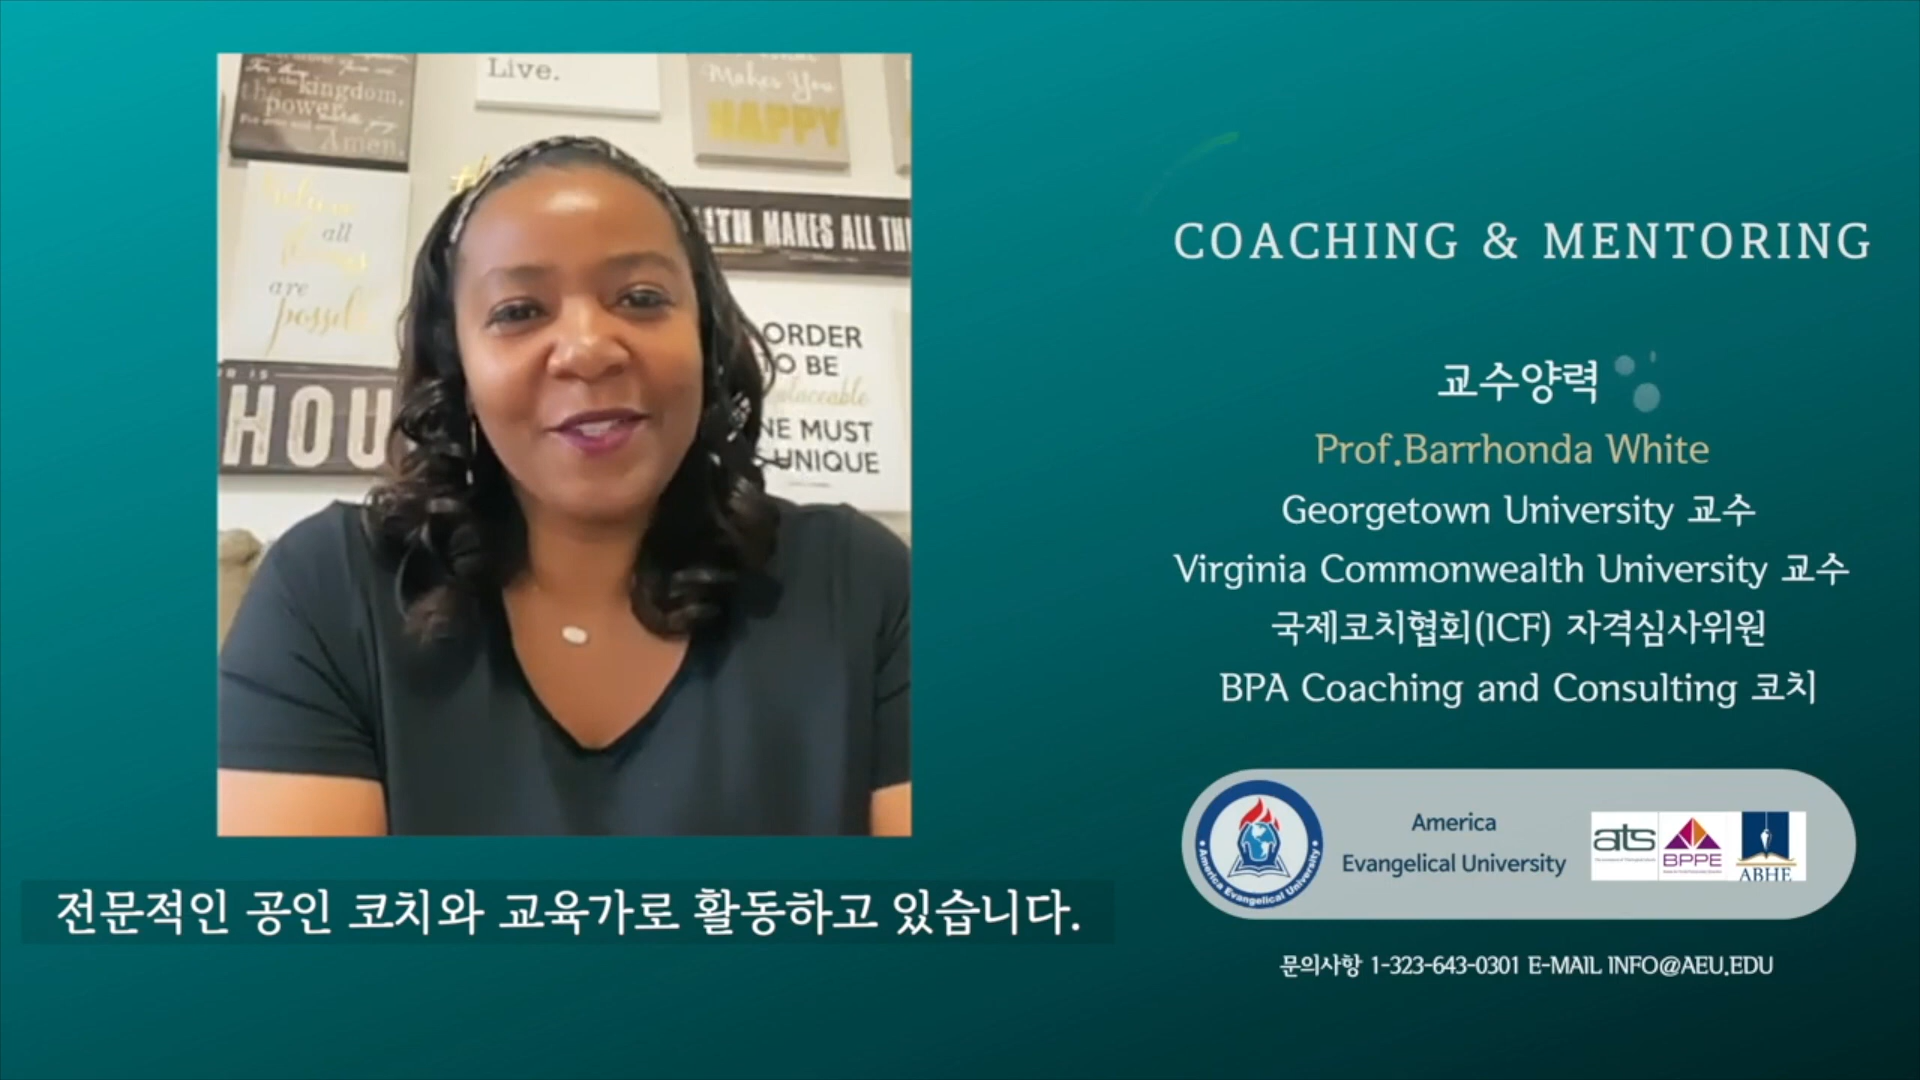 the kingdom,
power,
Amen.
Live.
Makes You
HAPPY
all
are
HOU
MAKES ALL
ORDER
TO BE
MUST
UNIQUE
COACHING & MENTORING
교수양력
Prof.Barrhonda White
Georgetown University 교수
Virginia Commonwealth University 교수
국제코치협회(ICF) 자격심사위원
BPA Coaching and Consulting 코치
America Evangelical University
America
Evangelical University
ats
BPPE
ABHE
전문적인 공인 코치와 교육가로 활동하고 있습니다.
문의사항 1-323-643-0301 E-MAIL INFO@AEU.EDU